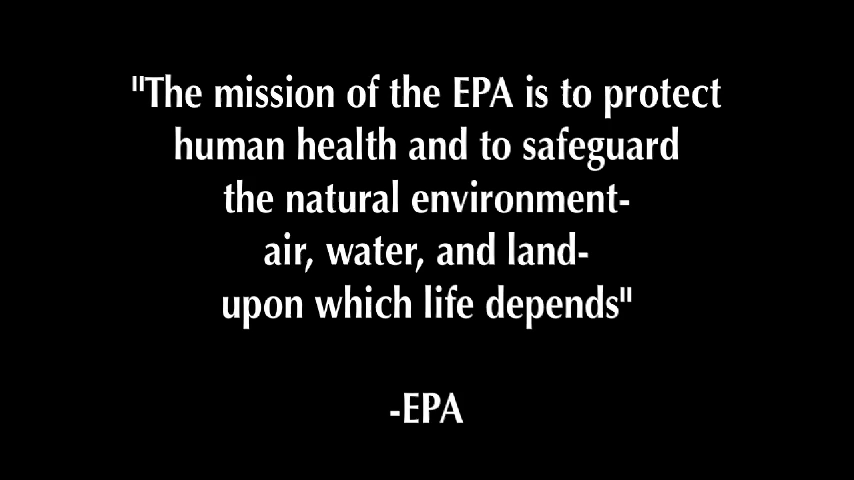 "The mission of the EPA is to protect
human health and to safeguard
the natural environment-
air, water, and land-
upon which life depends"
-EPA